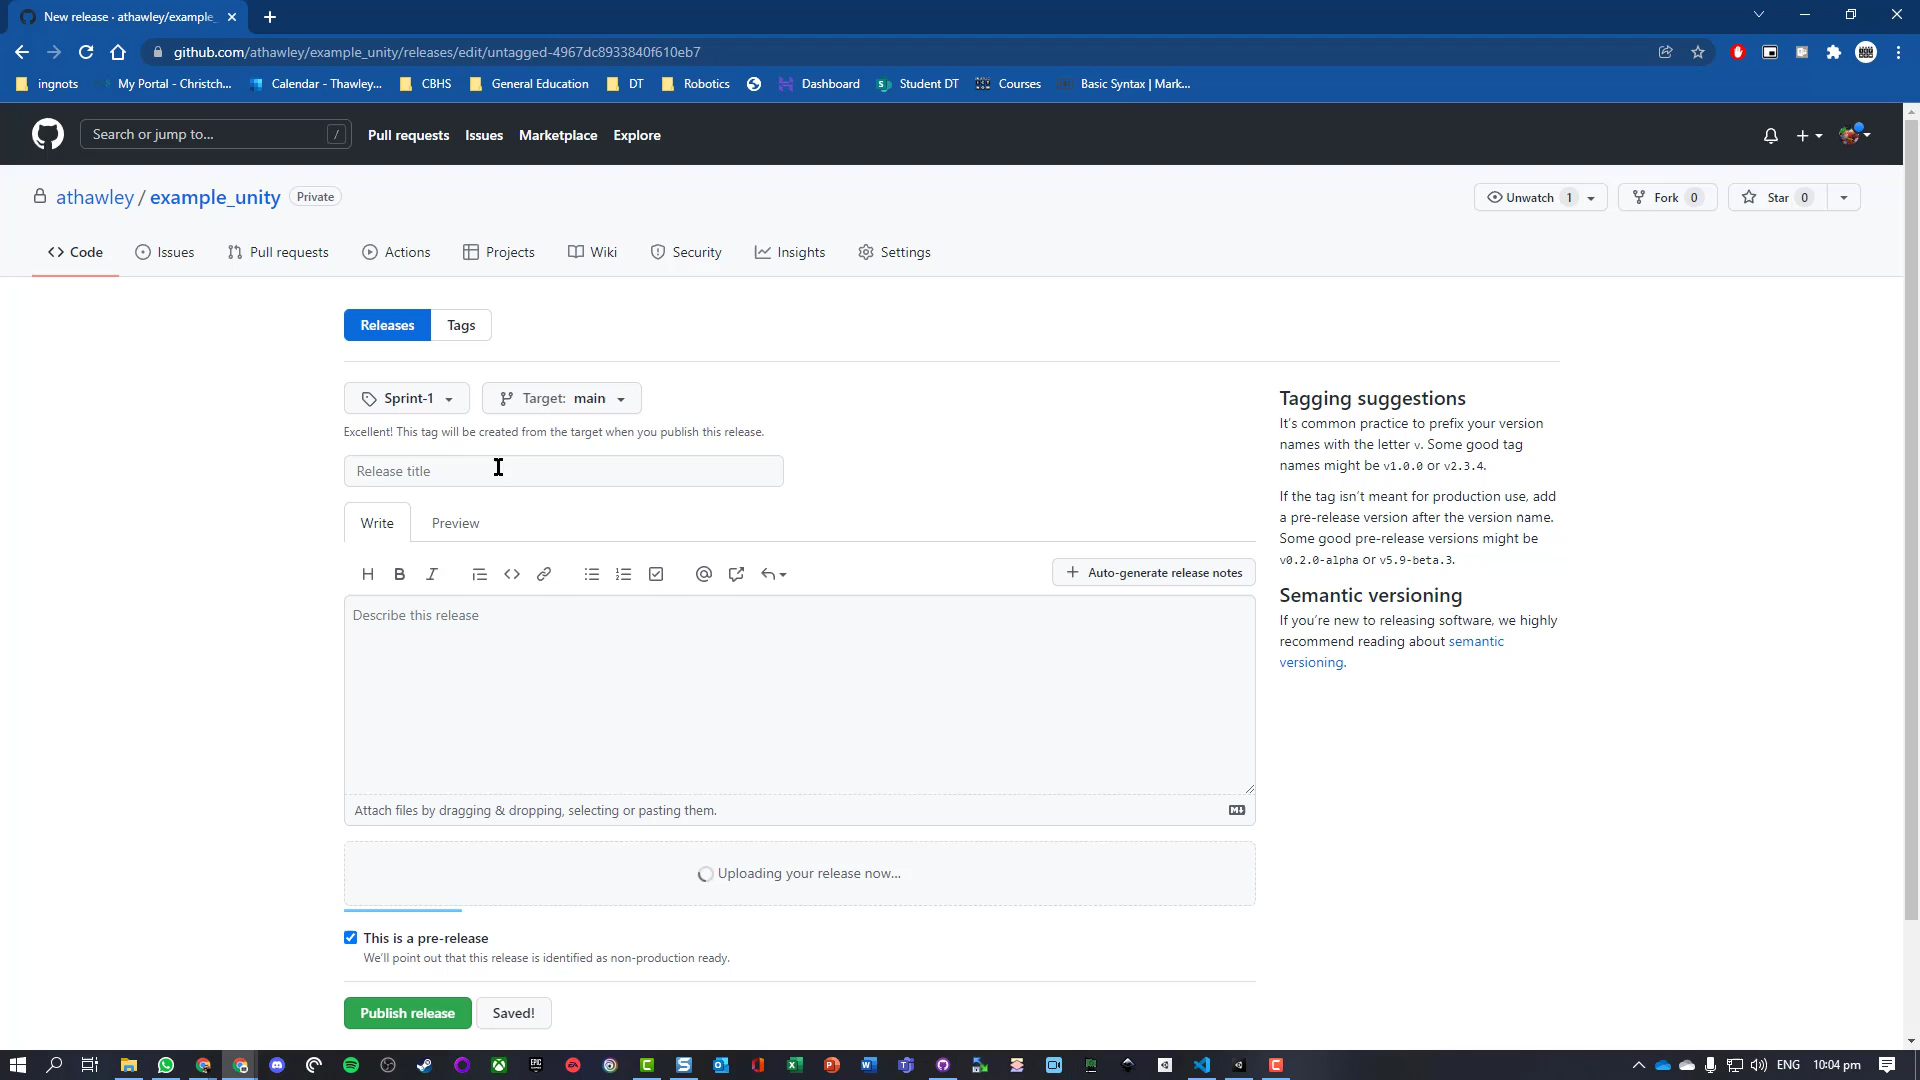 New release · athawley/example_
github.com/athawley/example_unity/releases/edit/untagged-4967dc8933840f610eb7
ingnots My Portal - Christch... Calendar - Thawley,... CBHS General Education DT Robotics Dashboard Student DT Courses Basic Syntax | Mark...
Search or jump to... / Pull requests Issues Marketplace Explore
athawley / example_unity Private Unwatch 1 Fork 0 Star 0
Code Issues Pull requests Actions Projects Wiki Security Insights Settings
Releases Tags
Sprint-1 Target: main
Excellent! This tag will be created from the target when you publish this release.
Release title
Write Preview
H B I Auto-generate release notes
Describe this release
Attach files by dragging & dropping, selecting or pasting them.
Uploading your release now...
This is a pre-release
We'll point out that this release is identified as non-production ready.
Publish release Saved!
Tagging suggestions
It's common practice to prefix your version
names with the letter v. Some good tag
names might be v1.0.0 or v2.3.4.
If the tag isn't meant for production use, add
a pre-release version after the version name.
Some good pre-release versions might be
v0.2.0-alpha or v5.9-beta.3.
Semantic versioning
If you're new to releasing software, we highly
recommend reading about semantic
versioning.
ENG 10:04 pm